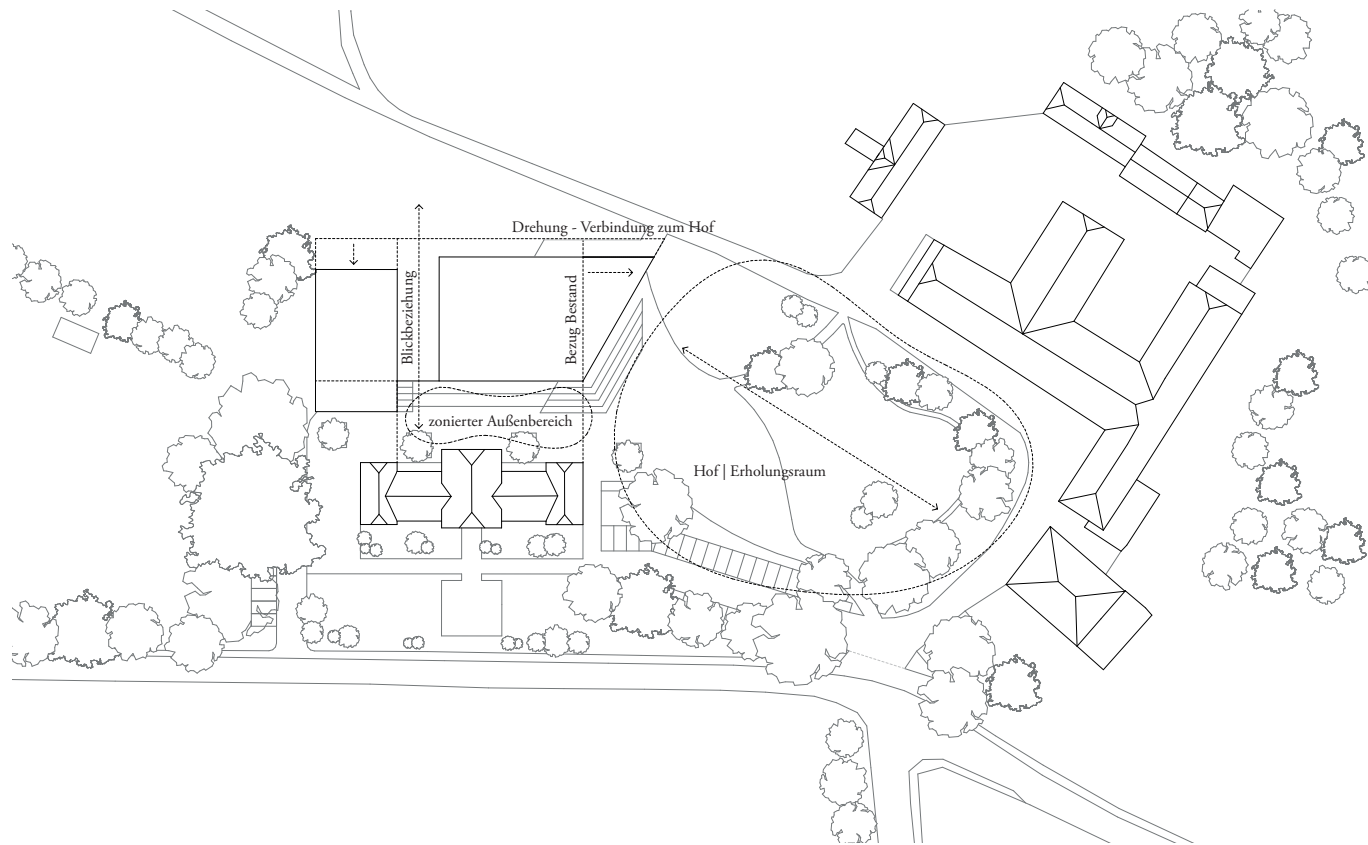 Drehung - Verbindung zum Hof
Blickbeziehung
Bezug Bestand
zonierter Außenbereich
Hof | Erholungsraum